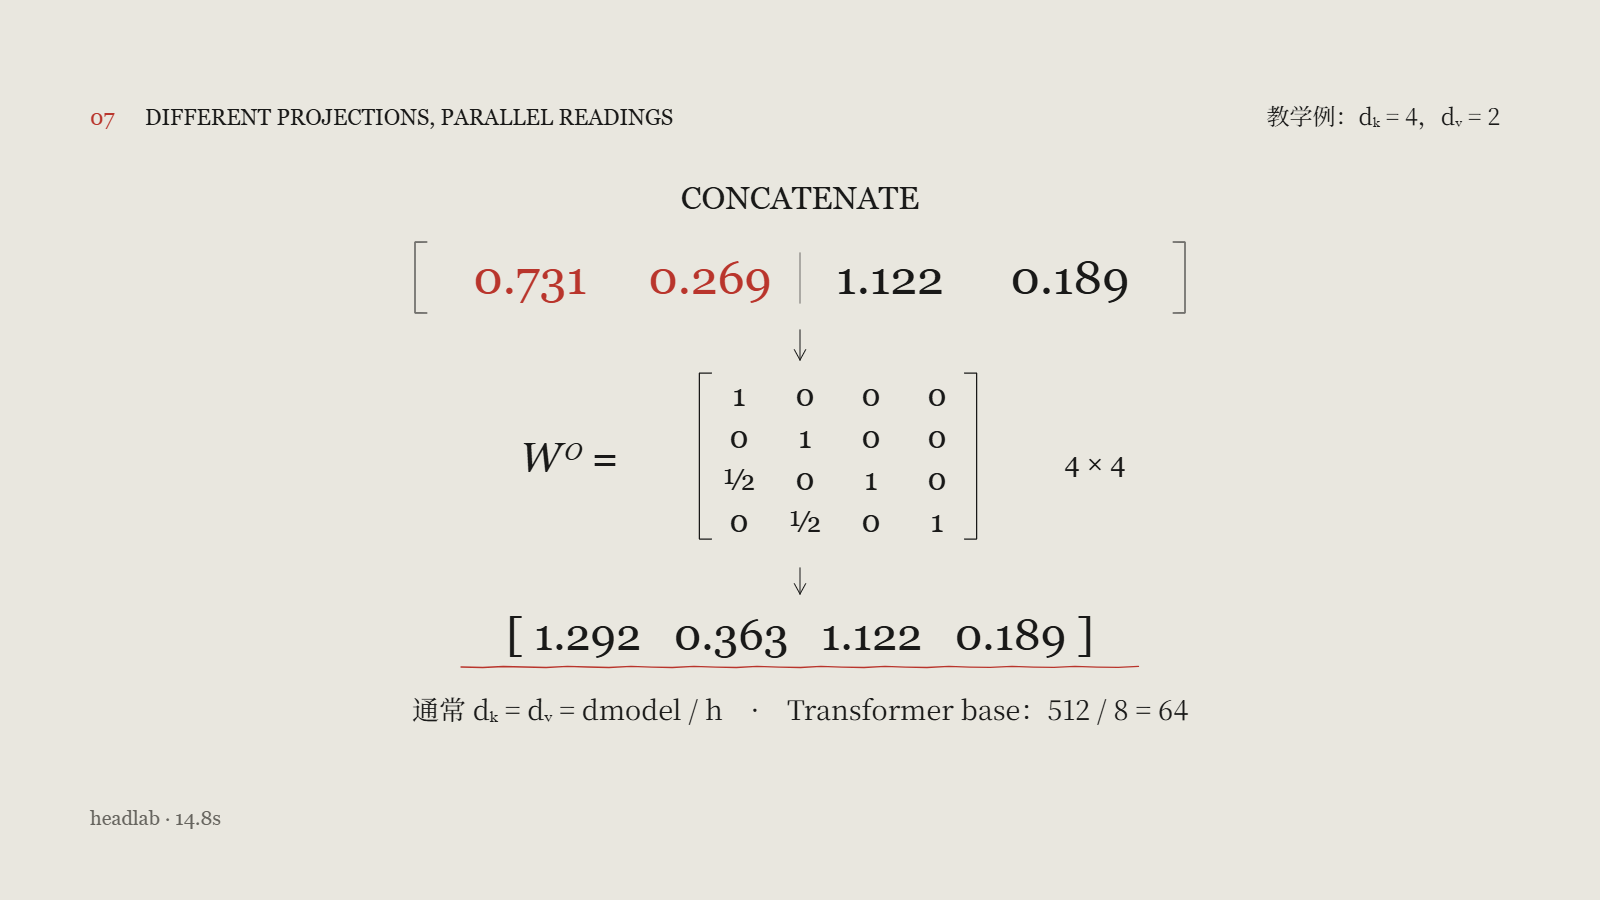 07 DIFFERENT PROJECTIONS, PARALLEL READINGS
教学例：dₖ = 4，dᵥ = 2
CONCATENATE
[ 0.731 0.269 | 1.122 0.189 ]
↓
1 0 0 0
0 1 0 0
Wᴼ =
½ 0 1 0
0 ½ 0 1
4 × 4
↓
[ 1.292 0.363 1.122 0.189 ]
通常 dₖ = dᵥ = dmodel / h · Transformer base：512 / 8 = 64
headlab · 14.8s